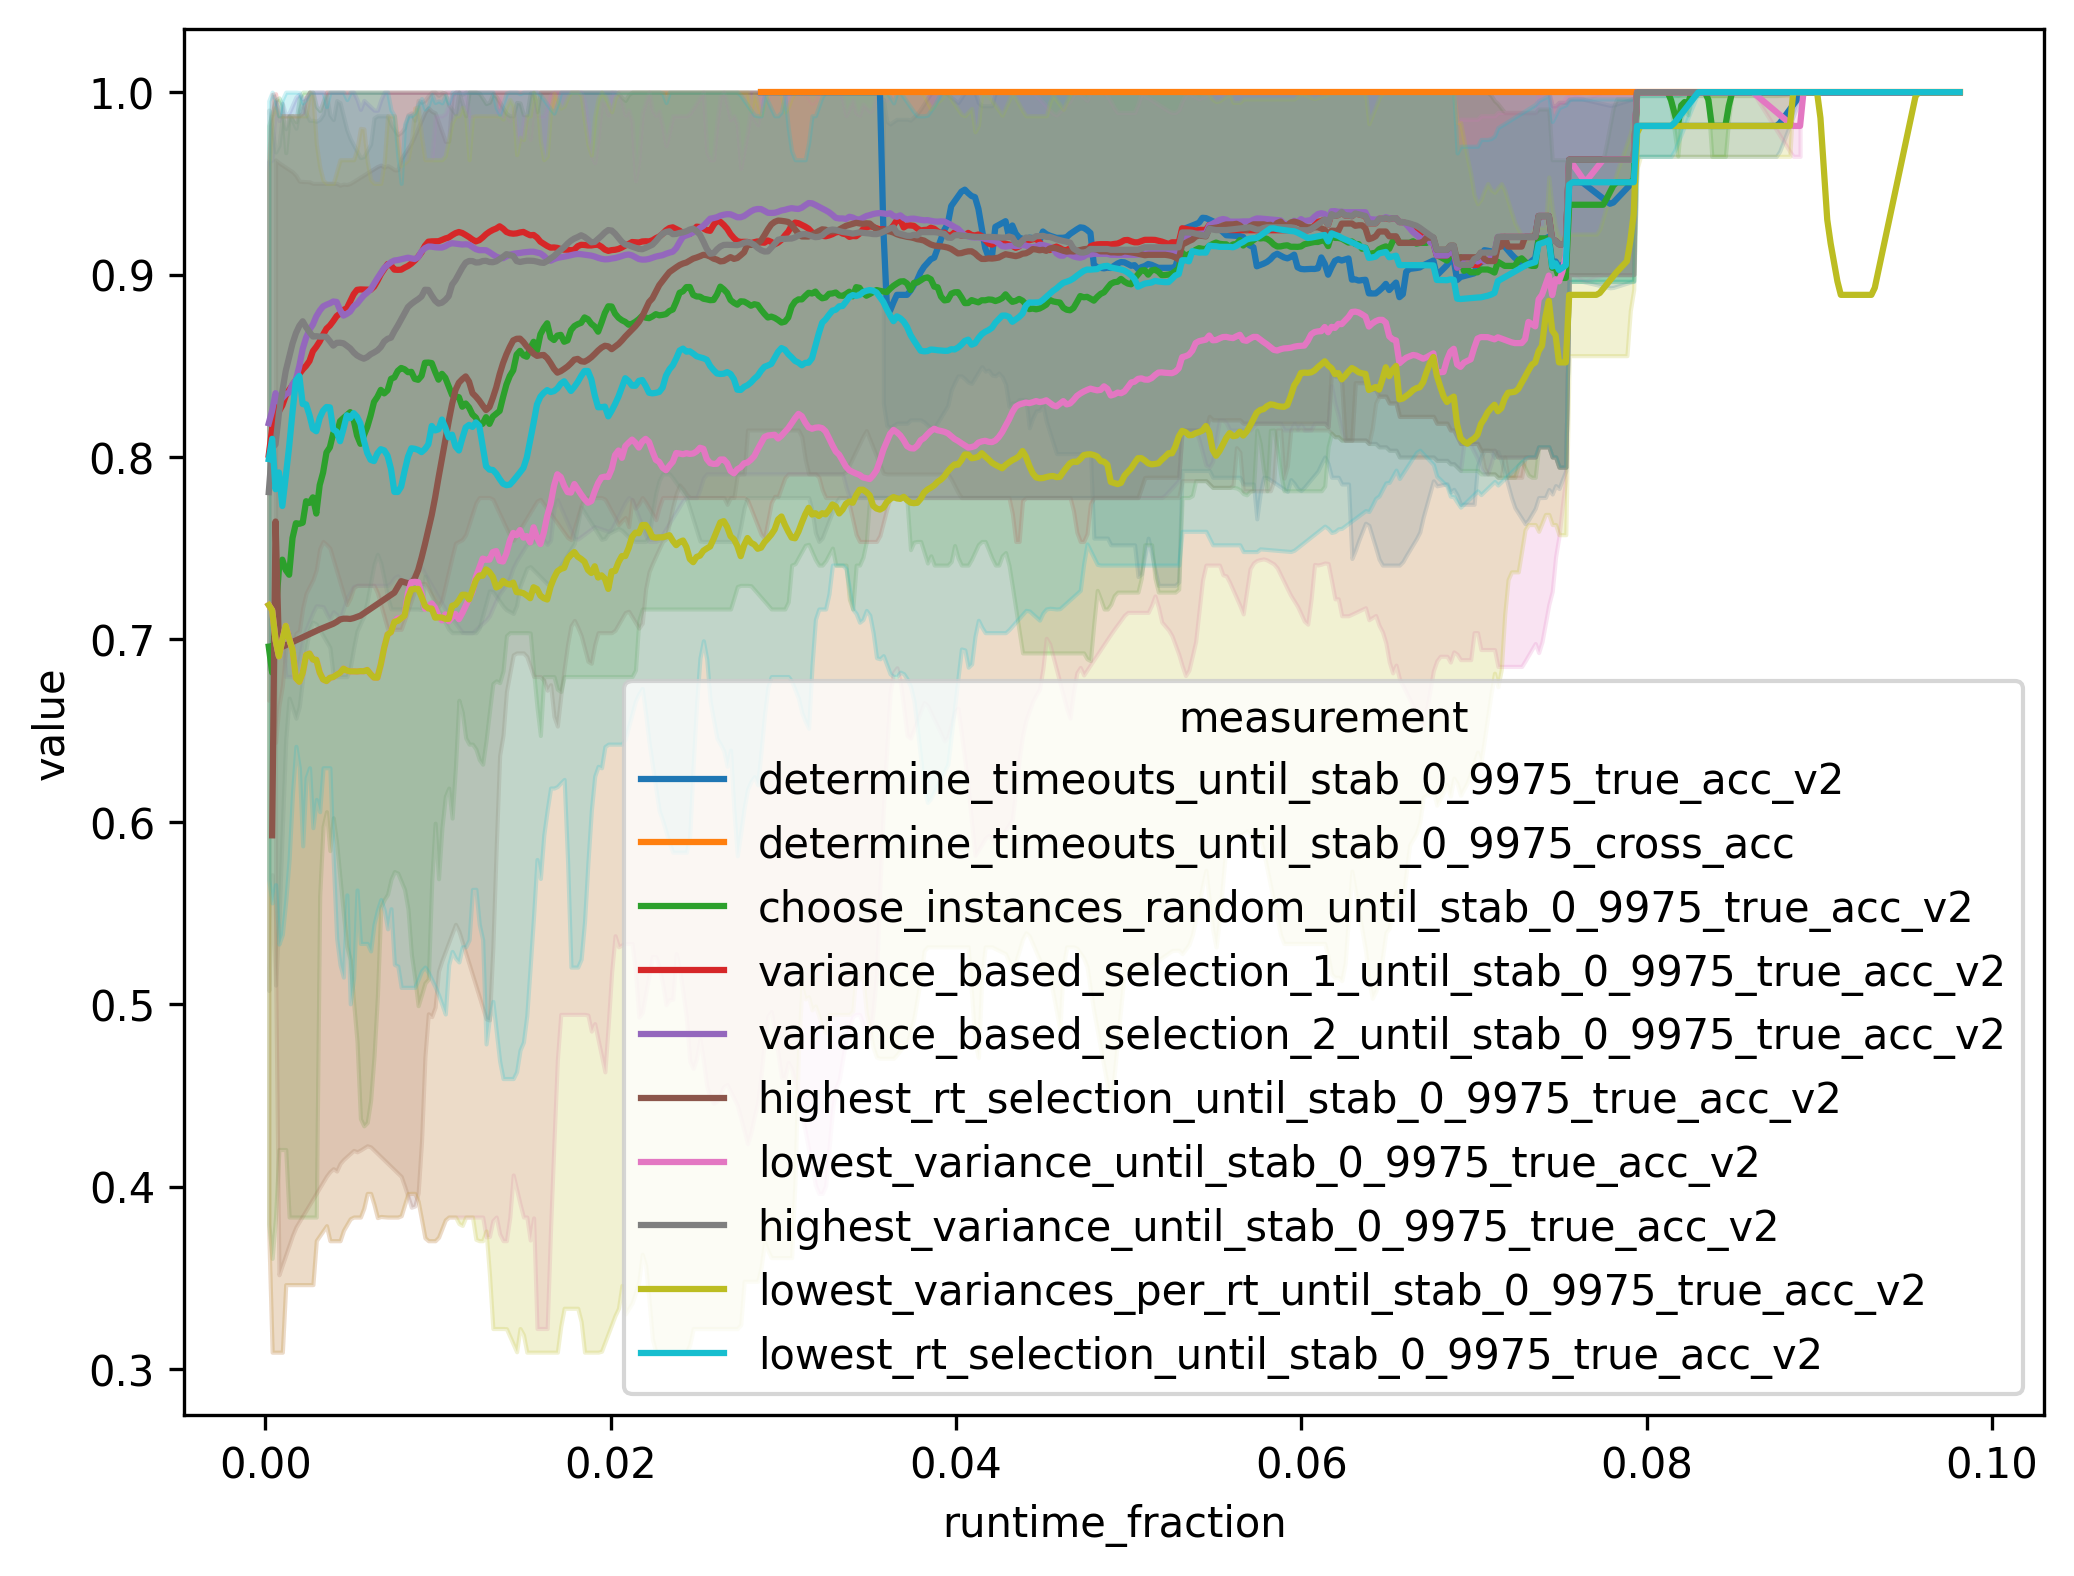 1.0
0.9
0.8
0.7
0.6
0.5
0.4
0.3
value
measurement
determine_timeouts_until_stab_0_9975_true_acc_v2
determine_timeouts_until_stab_0_9975_cross_acc
choose_instances_random_until_stab_0_9975_true_acc_v2
variance_based_selection_1_until_stab_0_9975_true_acc_v2
variance_based_selection_2_until_stab_0_9975_true_acc_v2
highest_rt_selection_until_stab_0_9975_true_acc_v2
lowest_variance_until_stab_0_9975_true_acc_v2
highest_variance_until_stab_0_9975_true_acc_v2
lowest_variances_per_rt_until_stab_0_9975_true_acc_v2
lowest_rt_selection_until_stab_0_9975_true_acc_v2
0.00 0.02 0.04 0.06 0.08 0.10
runtime_fraction